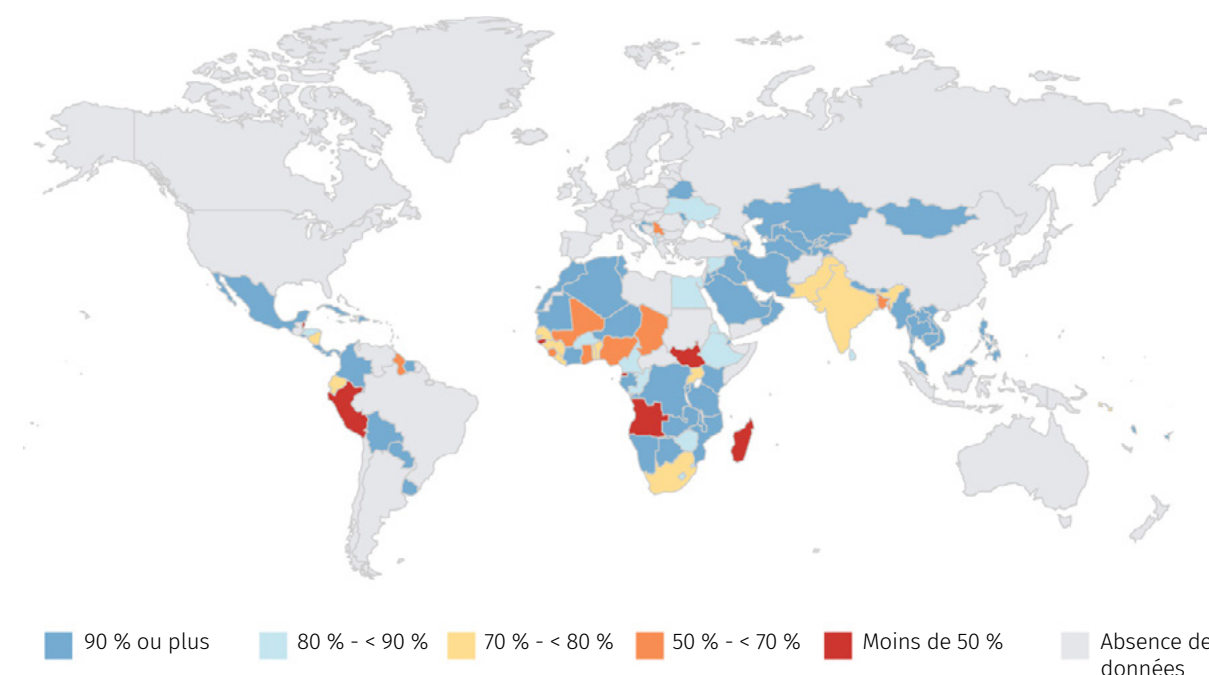 90 % ou plus
80 % - < 90 %
70 % - < 80 %
50 % - < 70 %
Moins de 50 %
Absence de
données